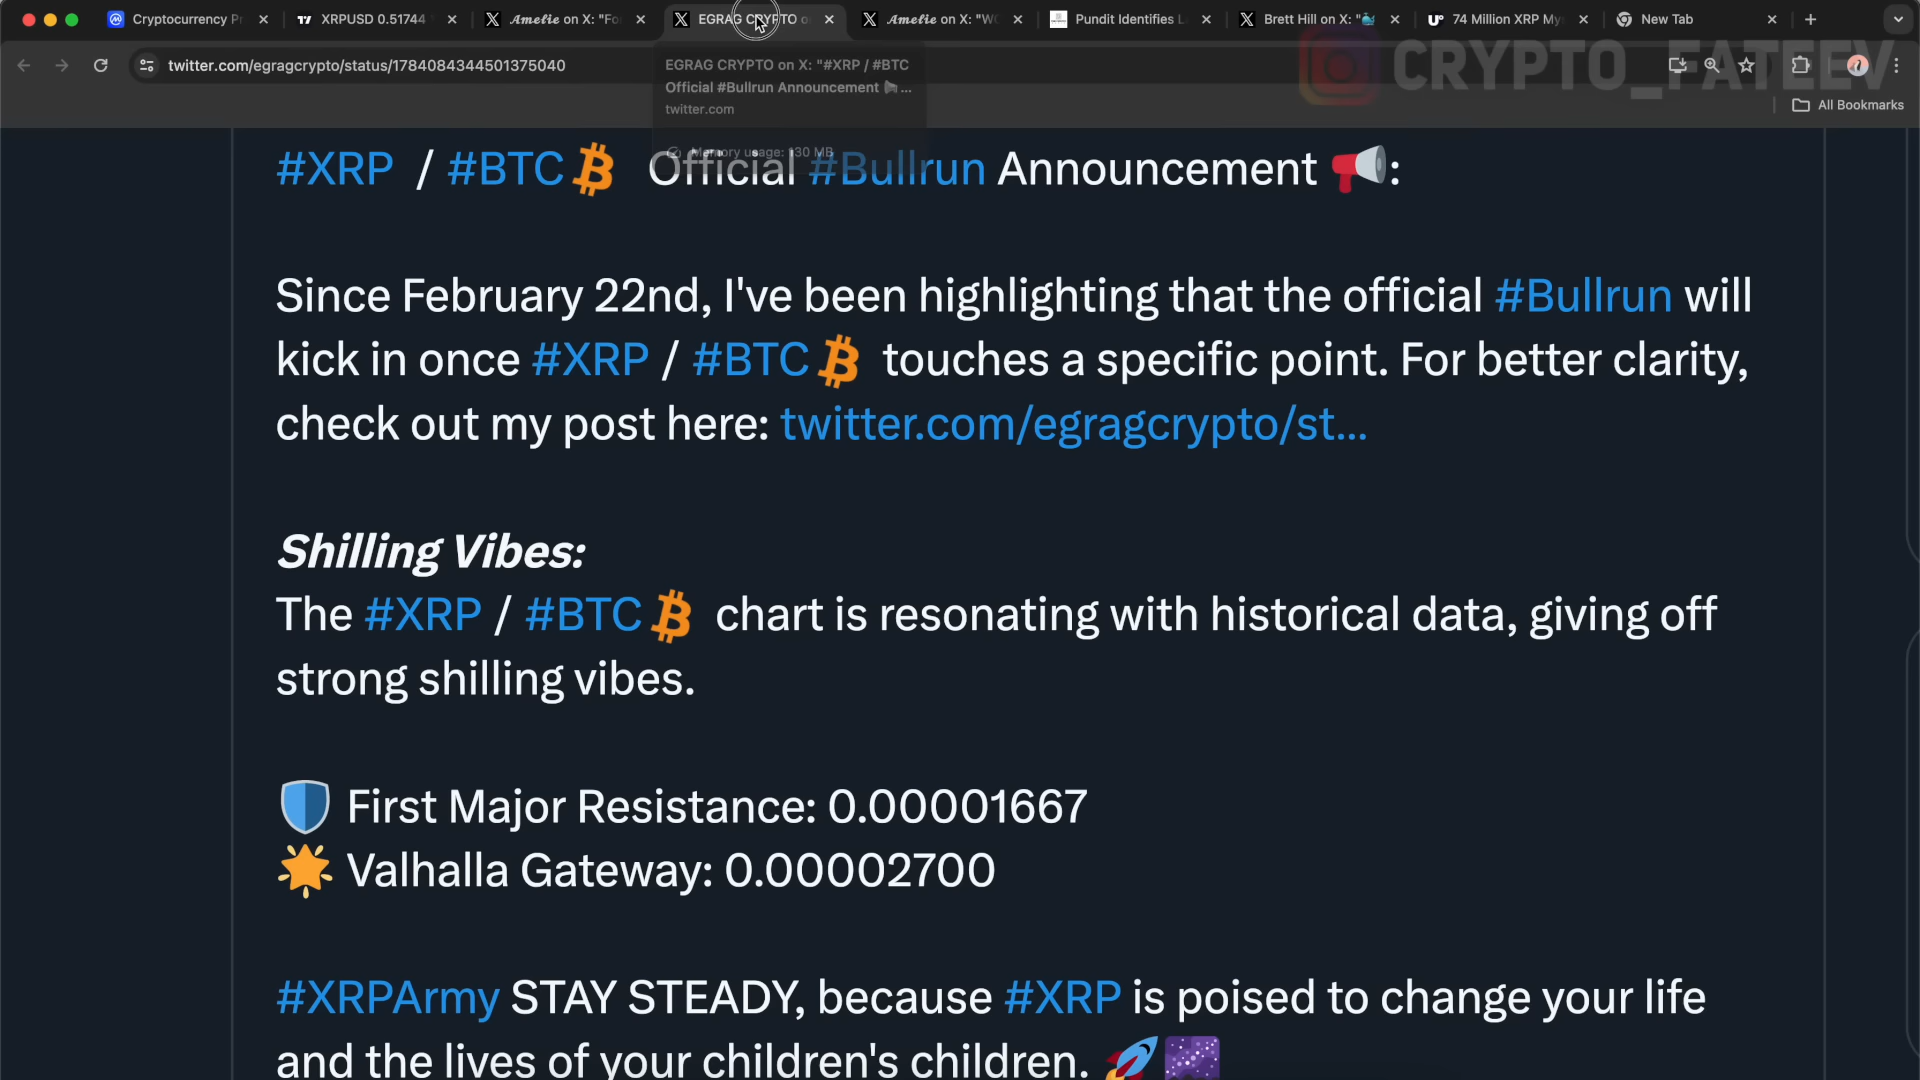 Cryptocurrency Pr
XRPUSD 0.51744
Amelie on X: "Fo
EGRAG CRYPTO o
Amelie on X: "W
Pundit Identifies L
Brett Hill on X: "
74 Million XRP My
New Tab
twitter.com/egragcrypto/status/1784084344501375040
CRYPTO_FATEEV
EGRAG CRYPTO on X: "#XRP / #BTC
Official #Bullrun Announcement ...
twitter.com
Memory usage: 130 MB
All Bookmarks
#XRP / #BTC Official #Bullrun Announcement 📢:
Since February 22nd, I've been highlighting that the official #Bullrun will
kick in once #XRP / #BTC touches a specific point. For better clarity,
check out my post here: twitter.com/egragcrypto/st...
Shilling Vibes:
The #XRP / #BTC chart is resonating with historical data, giving off
strong shilling vibes.
🛡️ First Major Resistance: 0.00001667
🌟 Valhalla Gateway: 0.00002700
#XRPArmy STAY STEADY, because #XRP is poised to change your life
and the lives of your children's children. 🚀🌌